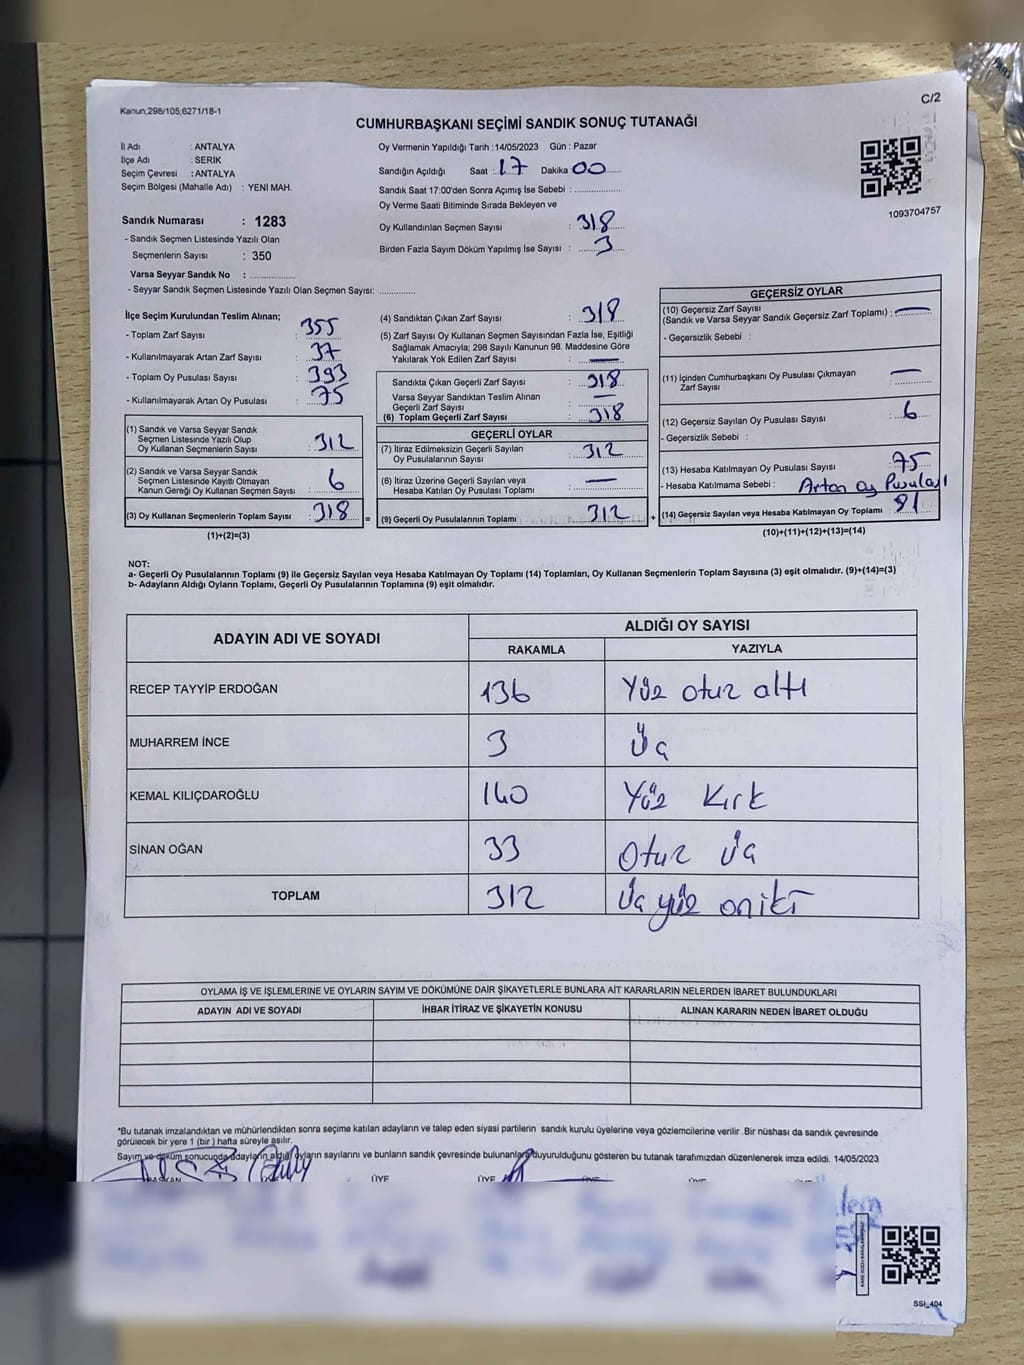 Kanun,298/105,6271/18-1
C/2
CUMHURBAŞKANI SEÇİMİ SANDIK SONUÇ TUTANAĞI
İl Adı : ANTALYA
İlçe Adı : SERİK
Seçim Çevresi : ANTALYA
Seçim Bölgesi (Mahalle Adı) : YENİ MAH.
Sandık Numarası : 1283
- Sandık Seçmen Listesinde Yazılı Olan
Seçmenlerin Sayısı : 350
Varsa Seyyar Sandık No : ..............
- Seyyar Sandık Seçmen Listesinde Yazılı Olan Seçmen Sayısı: ............
Oy Vermenin Yapıldığı Tarih :14/05/2023 Gün : Pazar
Sandığın Açıldığı Saat : 17 Dakika 00
Sandık Saat 17:00'den Sonra Açımış İse Sebebi : ..............
Oy Verme Saati Bitiminde Sırada Bekleyen ve
Oy Kullandırılan Seçmen Sayısı : 318
Birden Fazla Sayım Döküm Yapılmış İse Sayısı : 3
1093704757
İlçe Seçim Kurulundan Teslim Alınan;
- Toplam Zarf Sayısı : 355
- Kullanılmayarak Artan Zarf Sayısı : 37
- Toplam Oy Pusulası Sayısı : 393
- Kullanılmayarak Artan Oy Pusulası : 75
(1) Sandık ve Varsa Seyyar Sandık
Seçmen Listesinde Yazılı Olup
Oy Kullanan Seçmenlerin Sayısı : 312
(2) Sandık ve Varsa Seyyar Sandık
Seçmen Listesinde Kayıtlı Olmayan
Kanun Gereği Oy Kullanan Seçmen Sayısı : 6
(3) Oy Kullanan Seçmenlerin Toplam Sayısı : 318
(1)+(2)=(3)
(4) Sandıktan Çıkan Zarf Sayısı : 318
(5) Zarf Sayısı Oy Kullanan Seçmen Sayısından Fazla İse, Eşitliği
Sağlamak Amacıyla; 298 Sayılı Kanunun 98. Maddesine Göre
Yakılarak Yok Edilen Zarf Sayısı : —
Sandıkta Çıkan Geçerli Zarf Sayısı : 318
Varsa Seyyar Sandıktan Teslim Alınan
Geçerli Zarf Sayısı : —
(6) Toplam Geçerli Zarf Sayısı : 318
GEÇERLİ OYLAR
(7) İtiraz Edilmeksizin Geçerli Sayılan
Oy Pusulalarının Sayısı : 312
(8) İtiraz Üzerine Geçerli Sayılan veya
Hesaba Katılan Oy Pusulası Toplamı : —
= (9) Geçerli Oy Pusulalarının Toplamı : 312
GEÇERSİZ OYLAR
(10) Geçersiz Zarf Sayısı
(Sandık ve Varsa Seyyar Sandık Geçersiz Zarf Toplamı) : —
- Geçersizlik Sebebi :
(11) İçinden Cumhurbaşkanı Oy Pusulası Çıkmayan
Zarf Sayısı : —
(12) Geçersiz Sayılan Oy Pusulası Sayısı : 6
- Geçersizlik Sebebi :
(13) Hesaba Katılmayan Oy Pusulası Sayısı : 75
- Hesaba Katılmama Sebebi : Artan Oy Pusulası
+ (14) Geçersiz Sayılan veya Hesaba Katılmayan Oy Toplamı : 81
(10)+(11)+(12)+(13)=(14)
NOT:
a- Geçerli Oy Pusulalarının Toplamı (9) ile Geçersiz Sayılan veya Hesaba Katılmayan Oy Toplamı (14) Toplamları, Oy Kullanan Seçmenlerin Toplam Sayısına (3) eşit olmalıdır. (9)+(14)=(3)
b- Adayların Aldığı Oyların Toplamı, Geçerli Oy Pusulalarının Toplamına (9) eşit olmalıdır.
ADAYIN ADI VE SOYADI
ALDIĞI OY SAYISI
RAKAMLA YAZIYLA
RECEP TAYYİP ERDOĞAN 136 Yüz otuz altı
MUHARREM İNCE 3 Üç
KEMAL KILIÇDAROĞLU 140 Yüz Kırk
SİNAN OĞAN 33 Otuz Üç
TOPLAM 312 Üç yüz oniki
OYLAMA İŞ VE İŞLEMLERİNE VE OYLARIN SAYIM VE DÖKÜMÜNE DAİR ŞİKAYETLERLE BUNLARA AİT KARARLARIN NELERDEN İBARET BULUNDUKLARI
ADAYIN ADI VE SOYADI İHBAR İTİRAZ VE ŞİKAYETİN KONUSU ALINAN KARARIN NEDEN İBARET OLDUĞU
*Bu tutanak imzalandıktan ve mühürlendikten sonra seçime katılan adayların ve talep eden siyasi partilerin sandık kurulu üyelerine veya gözlemcilerine verilir .Bir nüshası da sandık çevresinde
görülecek bir yere 1 (bir ) hafta süreyle asılır.
Sayım ve döküm sonucunda adayların aldığı oyların sayılarını ve bunların sandık çevresinde bulunanlara duyurulduğunu gösteren bu tutanak tarafımızdan düzenlenerek imza edildi. 14/05/2023
BAŞKAN ÜYE ÜYE
SSI_404